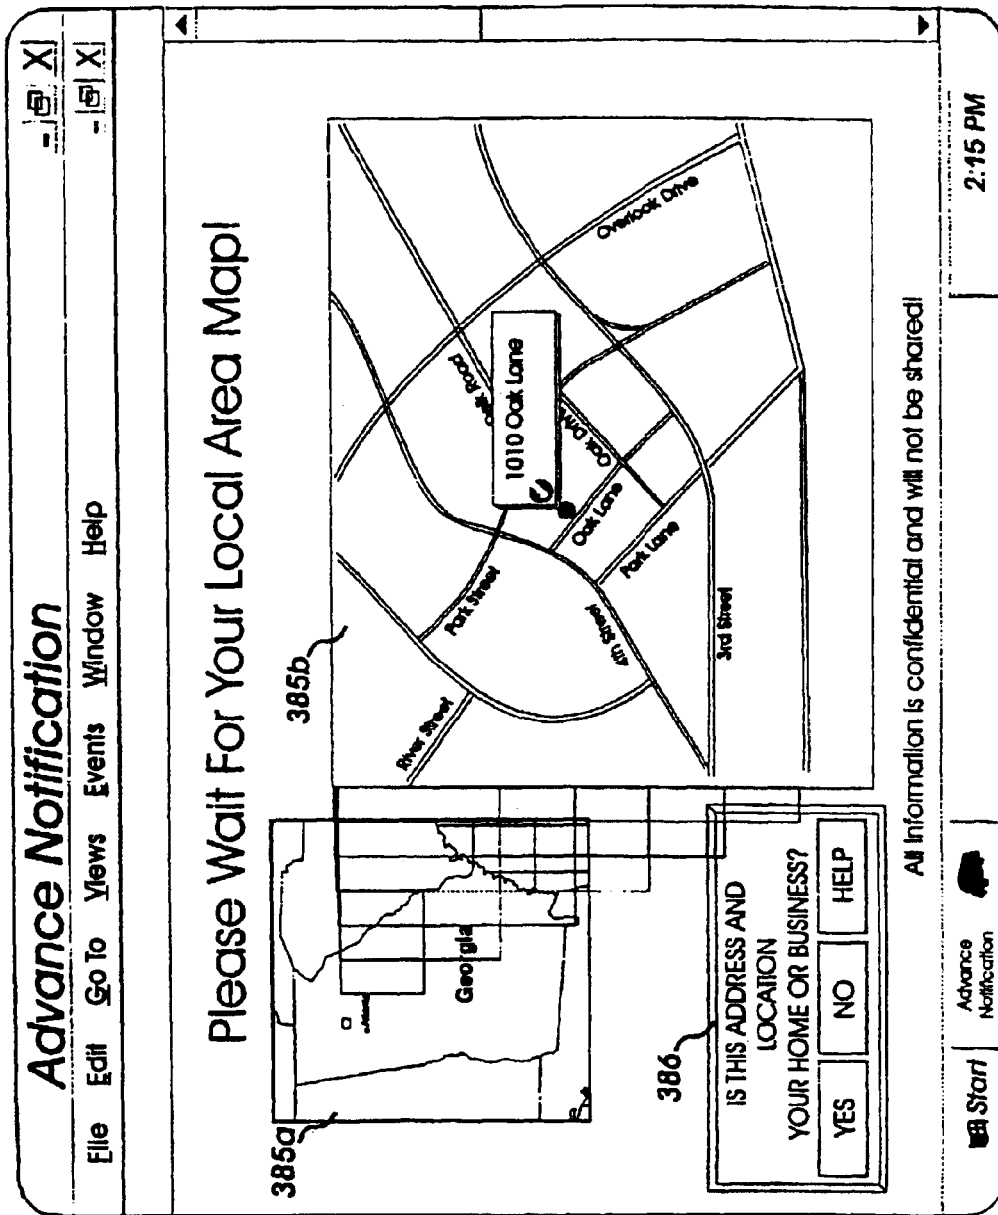 Advance Notification
File Edit Go To Views Events Window Help
Please Wait For Your Local Area Map!
385a
Georgia
385b
River Street
Park Street
4th Street
3rd Street
Park Lane
Oak Lane
Oak Drive
1010 Oak Lane
Road
Overlook Drive
386
IS THIS ADDRESS AND
LOCATION
YOUR HOME OR BUSINESS?
YES NO HELP
All information is confidential and will not be shared!
Start
Advance
Notification
2:15 PM